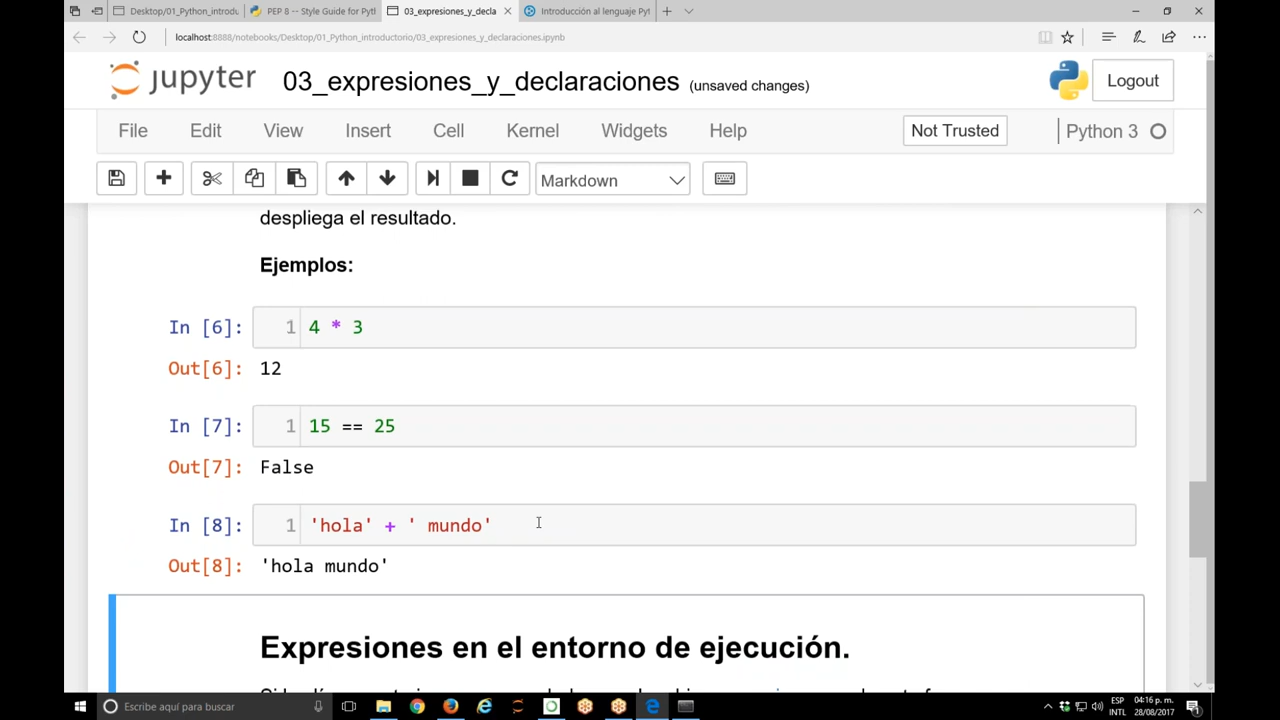 Desktop/01_Python_introdu
PEP 8 -- Style Guide for Pytl
03_expresiones_y_decla
Introducción al lenguaje Pyt
localhost:8888/notebooks/Desktop/01_Python_introductorio/03_expresiones_y_declaraciones.ipynb
jupyter 03_expresiones_y_declaraciones (unsaved changes)
Logout
File Edit View Insert Cell Kernel Widgets Help Not Trusted Python 3
Markdown
despliega el resultado.
Ejemplos:
In [6]: 1 4 * 3
Out[6]: 12
In [7]: 1 15 == 25
Out[7]: False
In [8]: 1 'hola' + ' mundo'
Out[8]: 'hola mundo'
Expresiones en el entorno de ejecución.
Escribe aquí para buscar
ESP 04:16 p. m.
INTL 28/08/2017
1